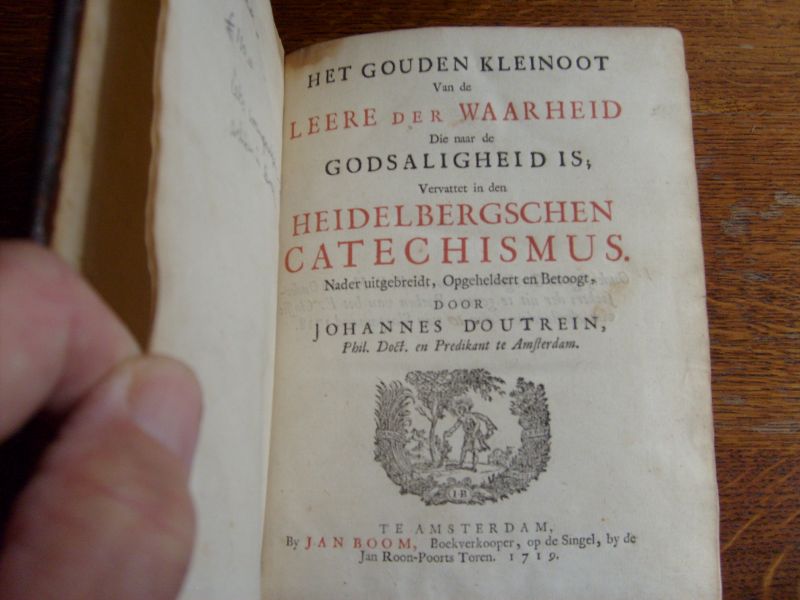 HET GOUDEN KLEINOOT
Van de
LEERE DER WAARHEID
Die naar de
GODSALIGHEID IS;
Vervattet in den
HEIDELBERGSCHEN
CATECHISMUS.
Nader uitgebreidt, Opgeheldert en Betoogt,
DOOR
JOHANNES D'OUTREIN,
Phil. Doct. en Predikant te Amsterdam.
I B
TE AMSTERDAM,
By JAN BOOM, Boekverkooper, op de Singel, by de
Jan Roon-Poorts Toren. 1719.